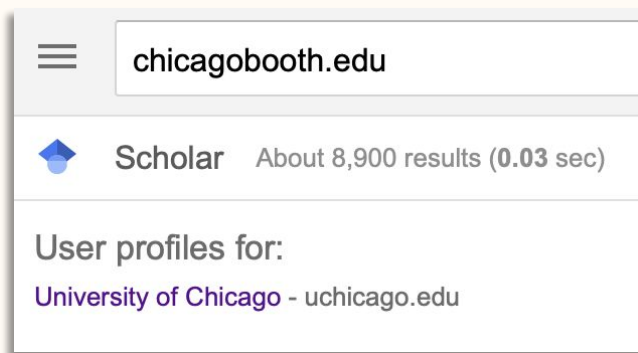 chicagobooth.edu
Scholar About 8,900 results (0.03 sec)
User profiles for:
University of Chicago - uchicago.edu